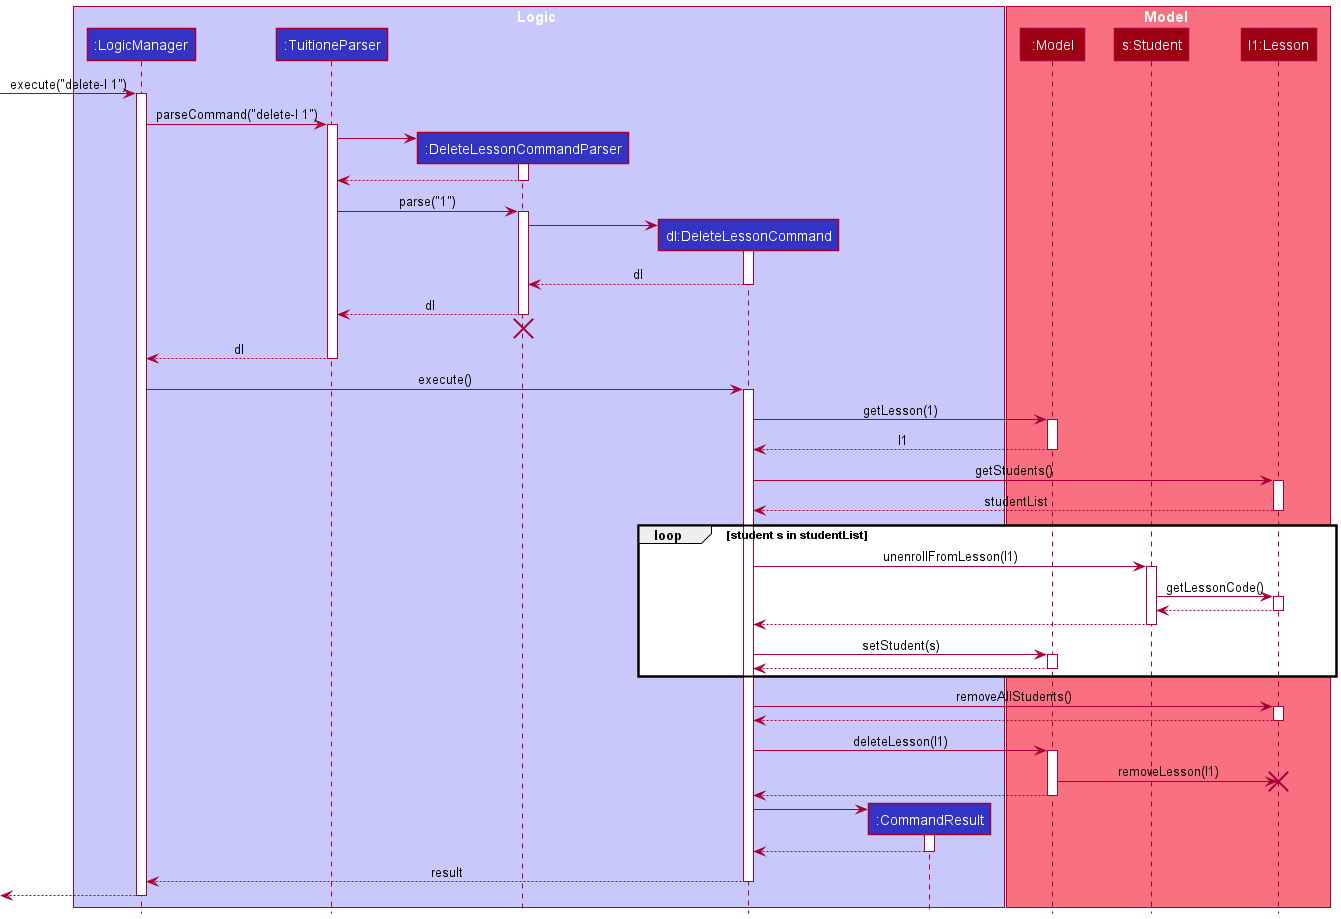 Logic
Model
:LogicManager
:TuitioneParser
:Model
s:Student
l1:Lesson
execute("delete-l 1")
parseCommand("delete-l 1")
:DeleteLessonCommandParser
parse("1")
dl:DeleteLessonCommand
dl
dl
dl
execute()
getLesson(1)
l1
getStudents()
studentList
loop [student s in studentList]
unenrollFromLesson(l1)
getLessonCode()
setStudent(s)
removeAllStudents()
deleteLesson(l1)
removeLesson(l1)
:CommandResult
result